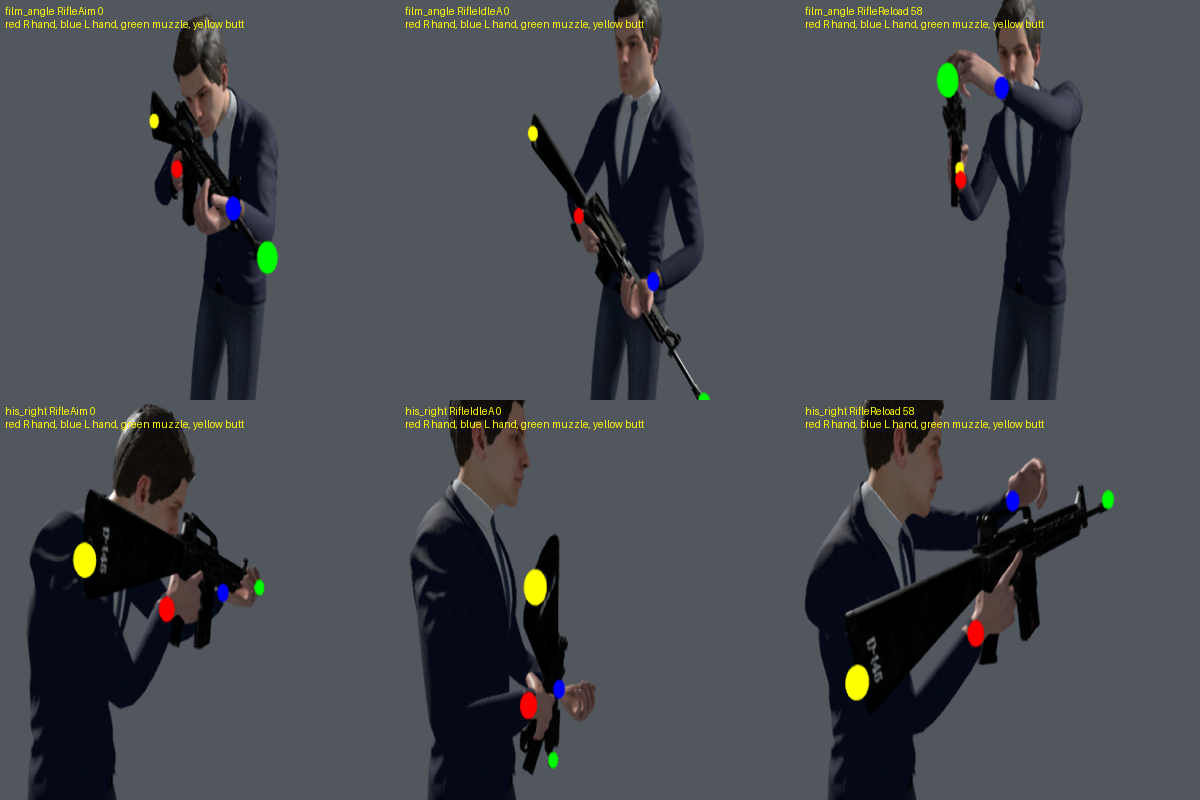 film_angle RifleAim 0
red R hand, blue L hand, green muzzle, yellow butt
film_angle RifleIdleA 0
red R hand, blue L hand, green muzzle, yellow butt
film_angle RifleReload 58
red R hand, blue L hand, green muzzle, yellow butt
his_right RifleAim 0
red R hand, blue L hand, green muzzle, yellow butt
D-145
his_right RifleIdleA 0
red R hand, blue L hand, green muzzle, yellow butt
his_right RifleReload 58
red R hand, blue L hand, green muzzle, yellow butt
D-145